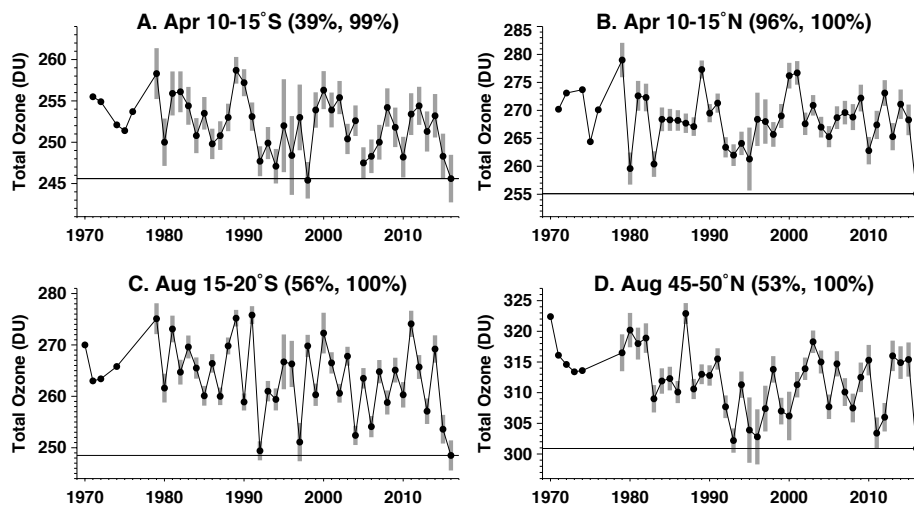 A. Apr 10-15°S (39%, 99%)
Total Ozone (DU)
260
255
250
245
1970 1980 1990 2000 2010
B. Apr 10-15°N (96%, 100%)
Total Ozone (DU)
285
280
275
270
265
260
255
1970 1980 1990 2000 2010
C. Aug 15-20°S (56%, 100%)
Total Ozone (DU)
280
270
260
250
1970 1980 1990 2000 2010
D. Aug 45-50°N (53%, 100%)
Total Ozone (DU)
325
320
315
310
305
300
1970 1980 1990 2000 2010